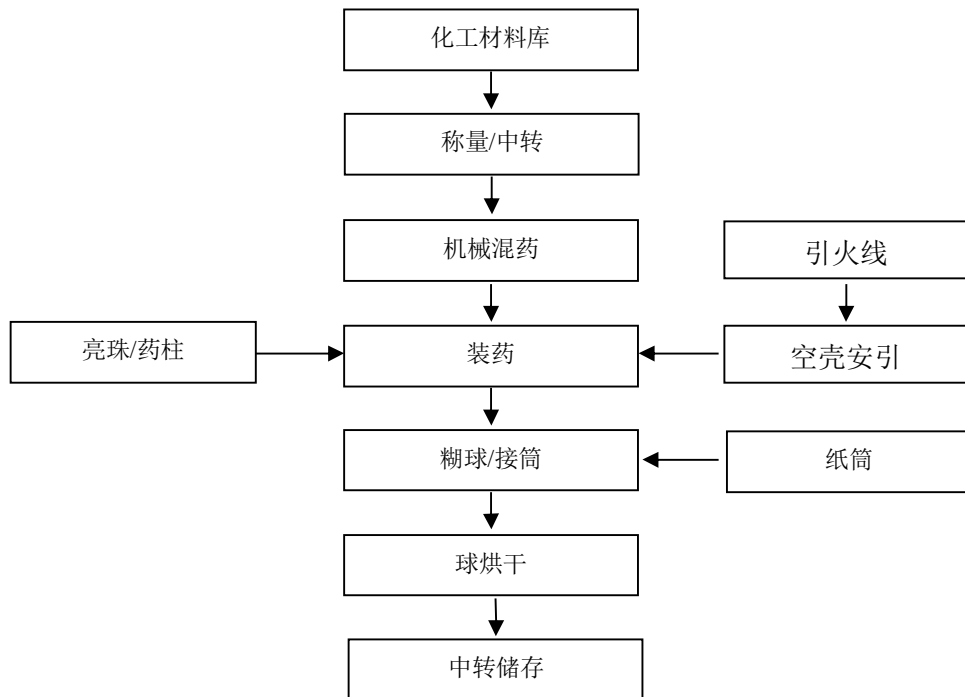 化工材料库
称量/中转
机械混药
引火线
亮珠/药柱
装药
空壳安引
糊球/接筒
纸筒
球烘干
中转储存